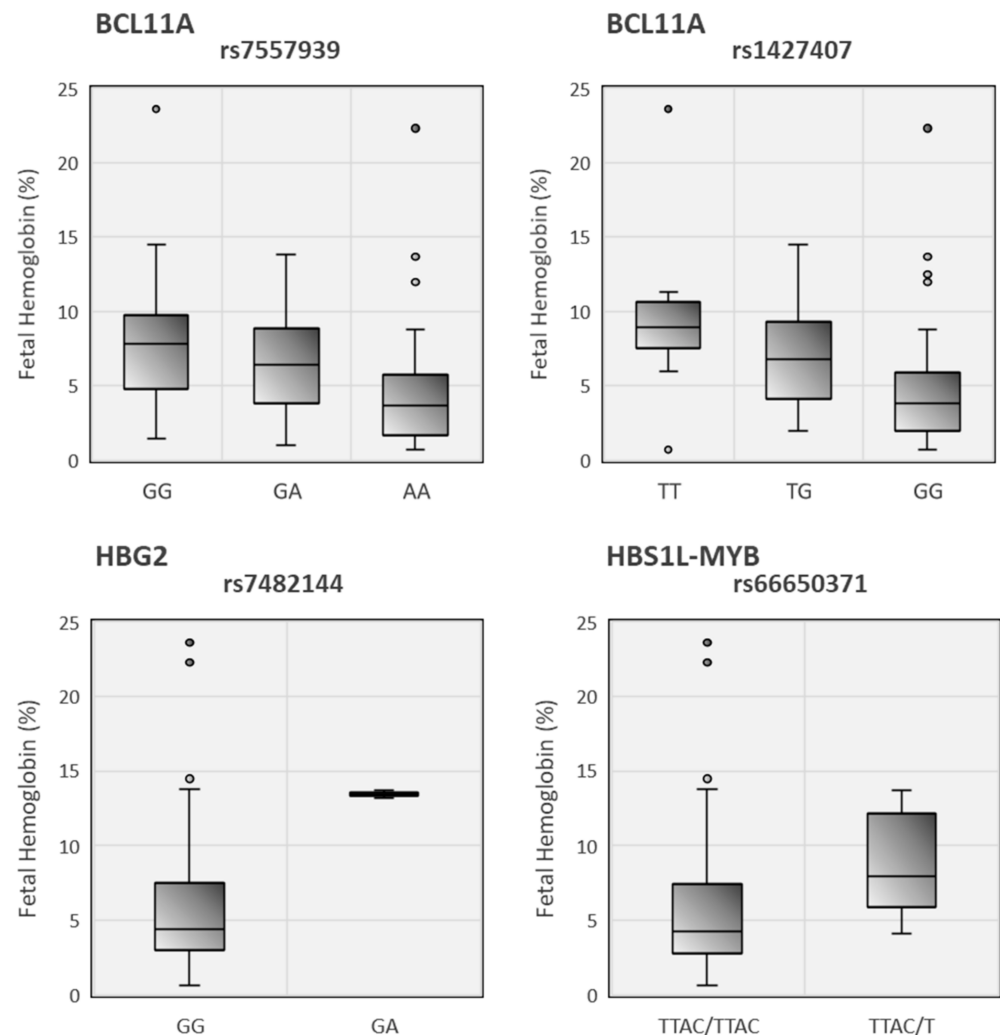 BCL11A
rs7557939
Fetal Hemoglobin (%)
25
20
15
10
5
0
GG GA AA
BCL11A
rs1427407
Fetal Hemoglobin (%)
25
20
15
10
5
0
TT TG GG
HBG2
rs7482144
Fetal Hemoglobin (%)
25
20
15
10
5
0
GG GA
HBS1L-MYB
rs66650371
Fetal Hemoglobin (%)
25
20
15
10
5
0
TTAC/TTAC TTAC/T